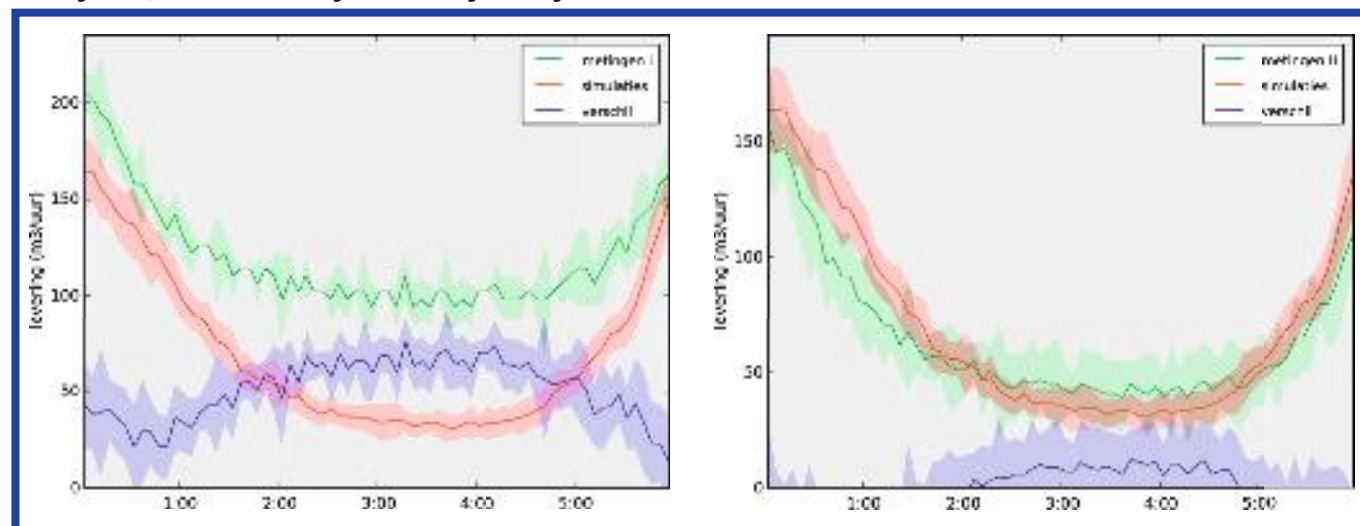 metingen I
simulaties
verschil
200
150
100
50
0
levering (m3/uur)
1:00
2:00
3:00
4:00
5:00
metingen II
simulaties
verschil
150
100
50
0
levering (m3/uur)
1:00
2:00
3:00
4:00
5:00